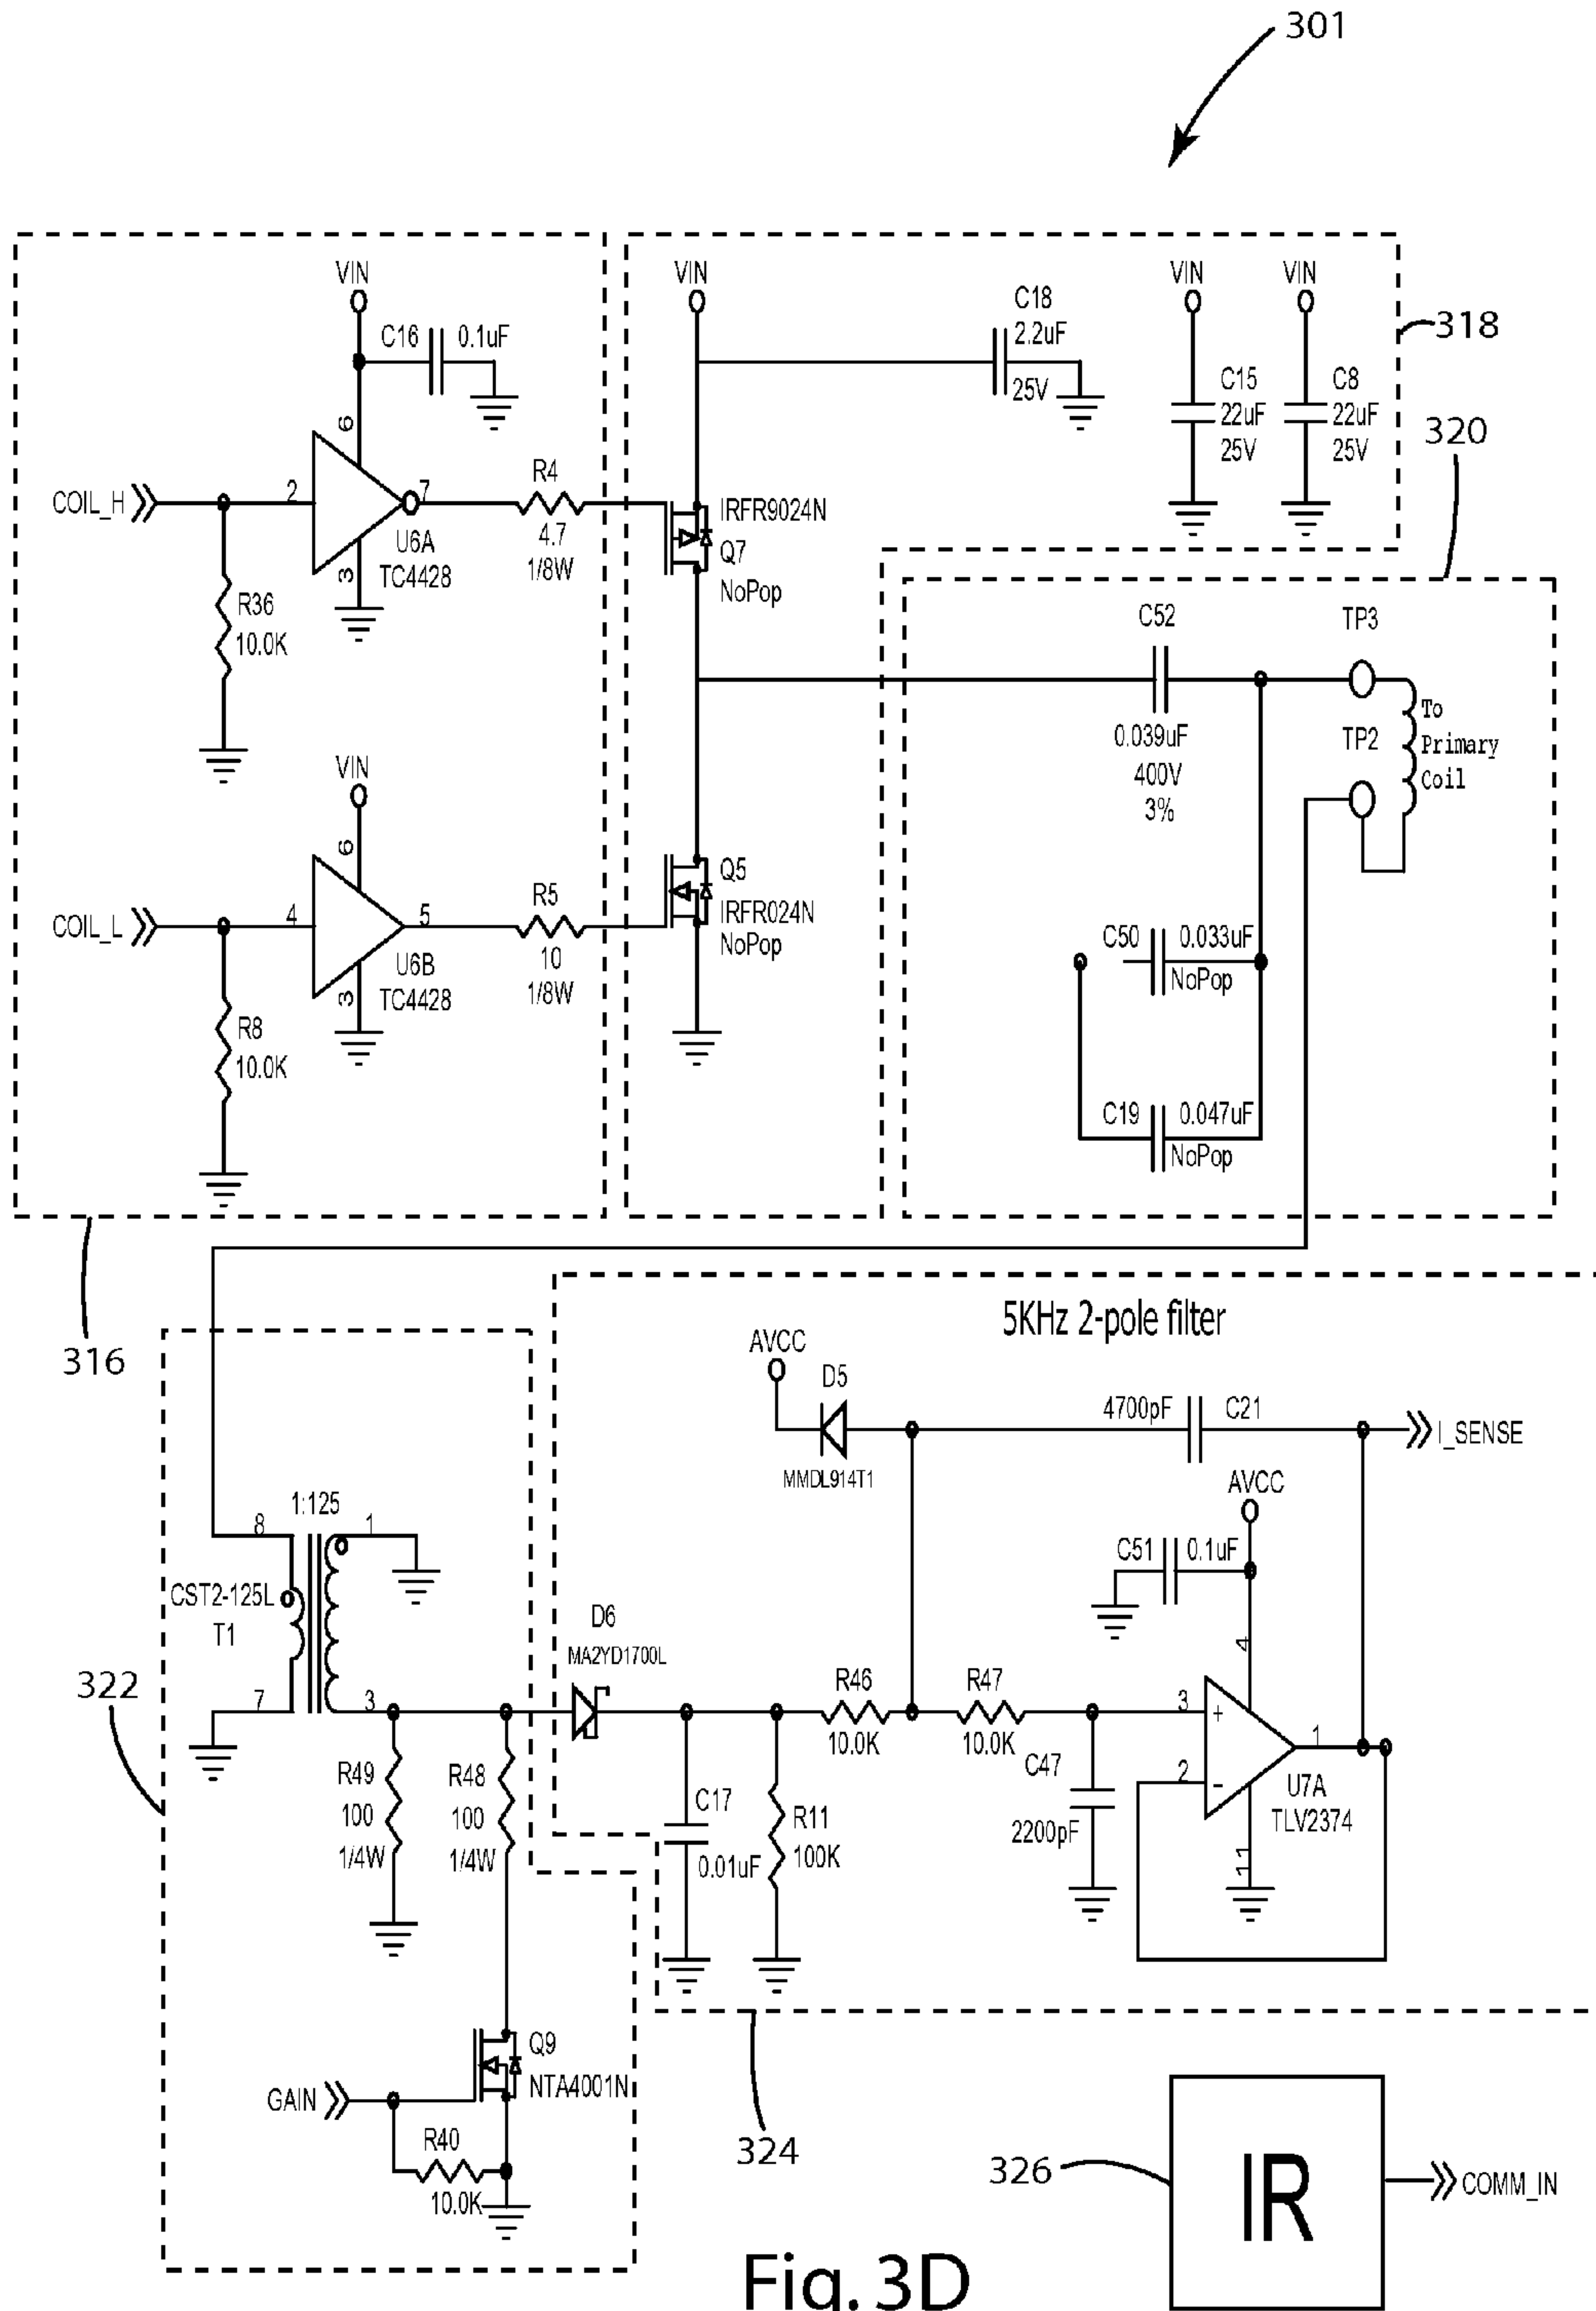 301
VIN
C16 0.1uF
6
COIL_H
2
7
U6A
TC4428
3
R36
10.0K
R4
4.7
1/8W
VIN
6
COIL_L
4
5
U6B
TC4428
3
R8
10.0K
R5
10
1/8W
316
VIN
C18
2.2uF
25V
VIN
C15
22uF
25V
VIN
C8
22uF
25V
318
IRFR9024N
Q7
NoPop
Q5
IRFR024N
NoPop
320
C52
0.039uF
400V
3%
TP3
TP2
To
Primary
Coil
C50 0.033uF
NoPop
C19 0.047uF
NoPop
5KHz 2-pole filter
AVCC
D5
MMDL914T1
4700pF C21
I_SENSE
AVCC
C51 0.1uF
4
1:125
8
1
CST2-125L
T1
7
3
322
R49
100
1/4W
R48
100
1/4W
D6
MA2YD1700L
C17
0.01uF
R11
100K
R46
10.0K
R47
10.0K
C47
2200pF
3
+
2
-
1
U7A
TLV2374
11
Q9
NTA4001N
GAIN
R40
10.0K
324
326
IR
COMM_IN
Fig. 3D